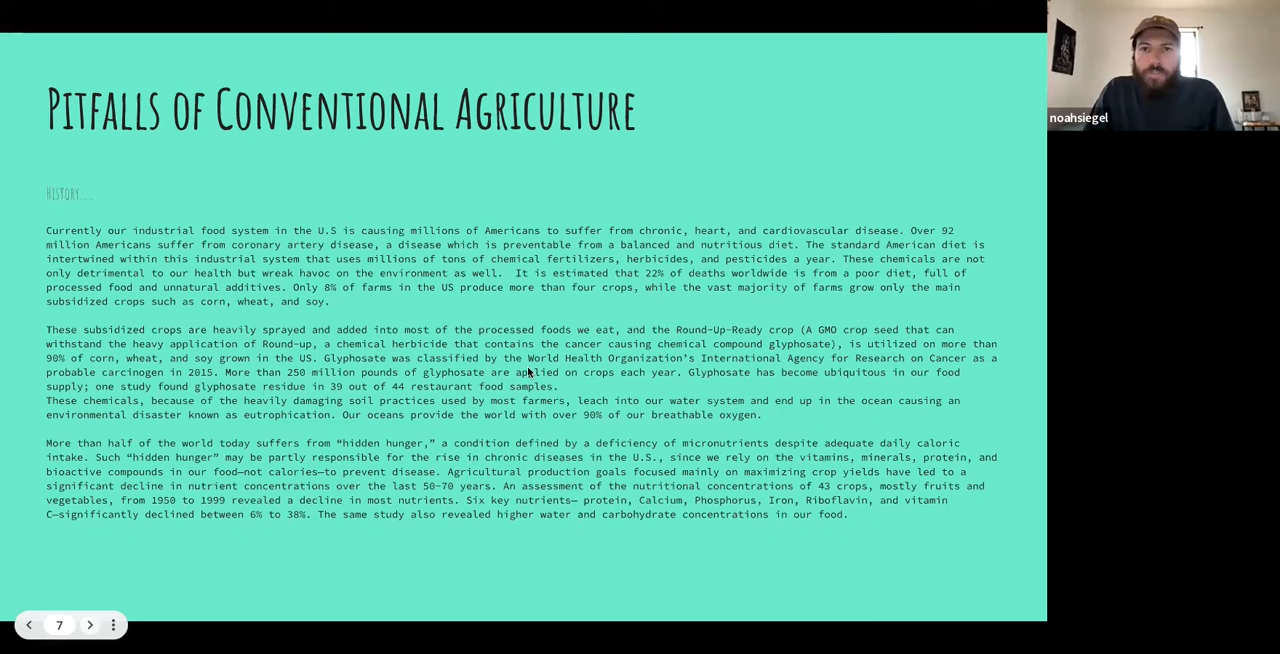 Pitfalls of Conventional Agriculture
noahsiegel
History....
Currently our industrial food system in the U.S is causing millions of Americans to suffer from chronic, heart, and cardiovascular disease. Over 92
million Americans suffer from coronary artery disease, a disease which is preventable from a balanced and nutritious diet. The standard American diet is
intertwined within this industrial system that uses millions of tons of chemical fertilizers, herbicides, and pesticides a year. These chemicals are not
only detrimental to our health but wreak havoc on the environment as well.  It is estimated that 22% of deaths worldwide is from a poor diet, full of
processed food and unnatural additives. Only 8% of farms in the US produce more than four crops, while the vast majority of farms grow only the main
subsidized crops such as corn, wheat, and soy.
These subsidized crops are heavily sprayed and added into most of the processed foods we eat, and the Round-Up-Ready crop (A GMO crop seed that can
withstand the heavy application of Round-up, a chemical herbicide that contains the cancer causing chemical compound glyphosate), is utilized on more than
90% of corn, wheat, and soy grown in the US. Glyphosate was classified by the World Health Organization's International Agency for Research on Cancer as a
probable carcinogen in 2015. More than 250 million pounds of glyphosate are applied on crops each year. Glyphosate has become ubiquitous in our food
supply; one study found glyphosate residue in 39 out of 44 restaurant food samples.
These chemicals, because of the heavily damaging soil practices used by most farmers, leach into our water system and end up in the ocean causing an
environmental disaster known as eutrophication. Our oceans provide the world with over 90% of our breathable oxygen.
More than half of the world today suffers from “hidden hunger,” a condition defined by a deficiency of micronutrients despite adequate daily caloric
intake. Such “hidden hunger” may be partly responsible for the rise in chronic diseases in the U.S., since we rely on the vitamins, minerals, protein, and
bioactive compounds in our food—not calories—to prevent disease. Agricultural production goals focused mainly on maximizing crop yields have led to a
significant decline in nutrient concentrations over the last 50-70 years. An assessment of the nutritional concentrations of 43 crops, mostly fruits and
vegetables, from 1950 to 1999 revealed a decline in most nutrients. Six key nutrients— protein, Calcium, Phosphorus, Iron, Riboflavin, and vitamin
C—significantly declined between 6% to 38%. The same study also revealed higher water and carbohydrate concentrations in our food.
7